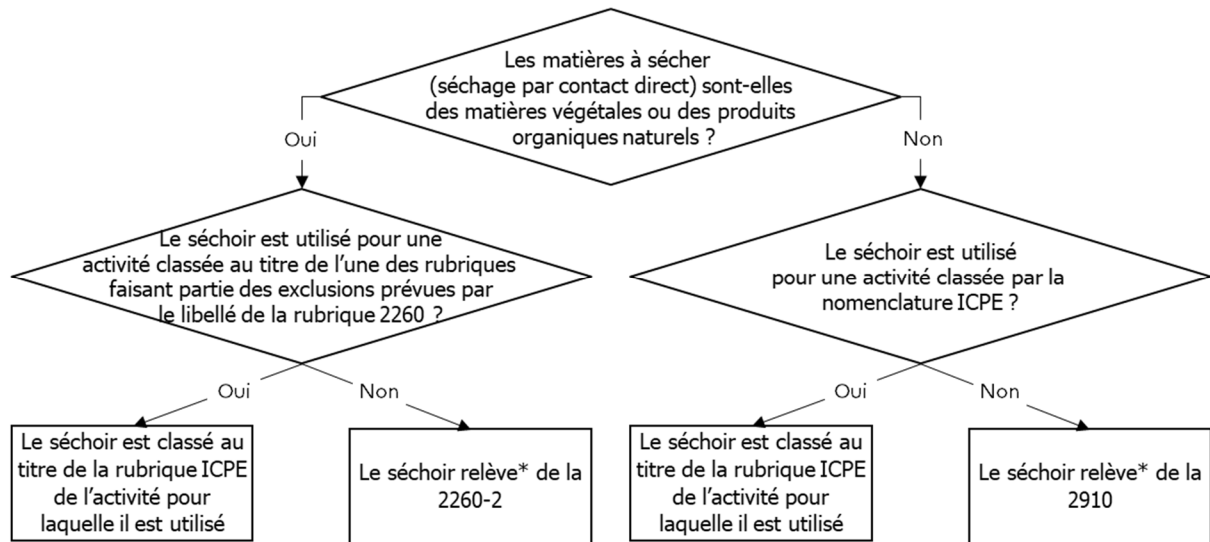 Les matières à sécher
(séchage par contact direct) sont-elles
des matières végétales ou des produits
organiques naturels ?
Oui
Non
Le séchoir est utilisé pour une
activité classée au titre de l'une des rubriques
faisant partie des exclusions prévues par
le libellé de la rubrique 2260 ?
Le séchoir est utilisé
pour une activité classée par la
nomenclature ICPE ?
Oui
Non
Oui
Non
Le séchoir est classé au
titre de la rubrique ICPE
de l'activité pour
laquelle il est utilisé
Le séchoir relève* de la
2260-2
Le séchoir est classé au
titre de la rubrique ICPE
de l'activité pour
laquelle il est utilisé
Le séchoir relève* de la
2910